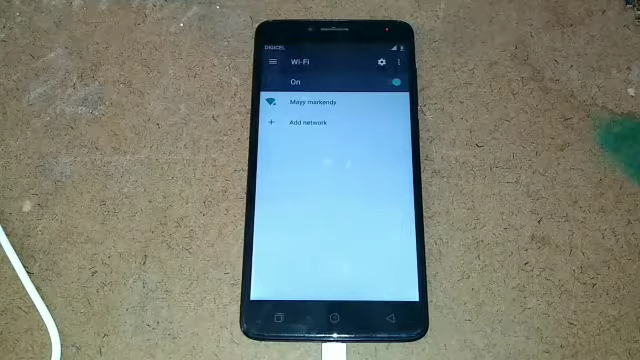 DIGICEL
Wi-Fi
On
Mayy markendy
Add network